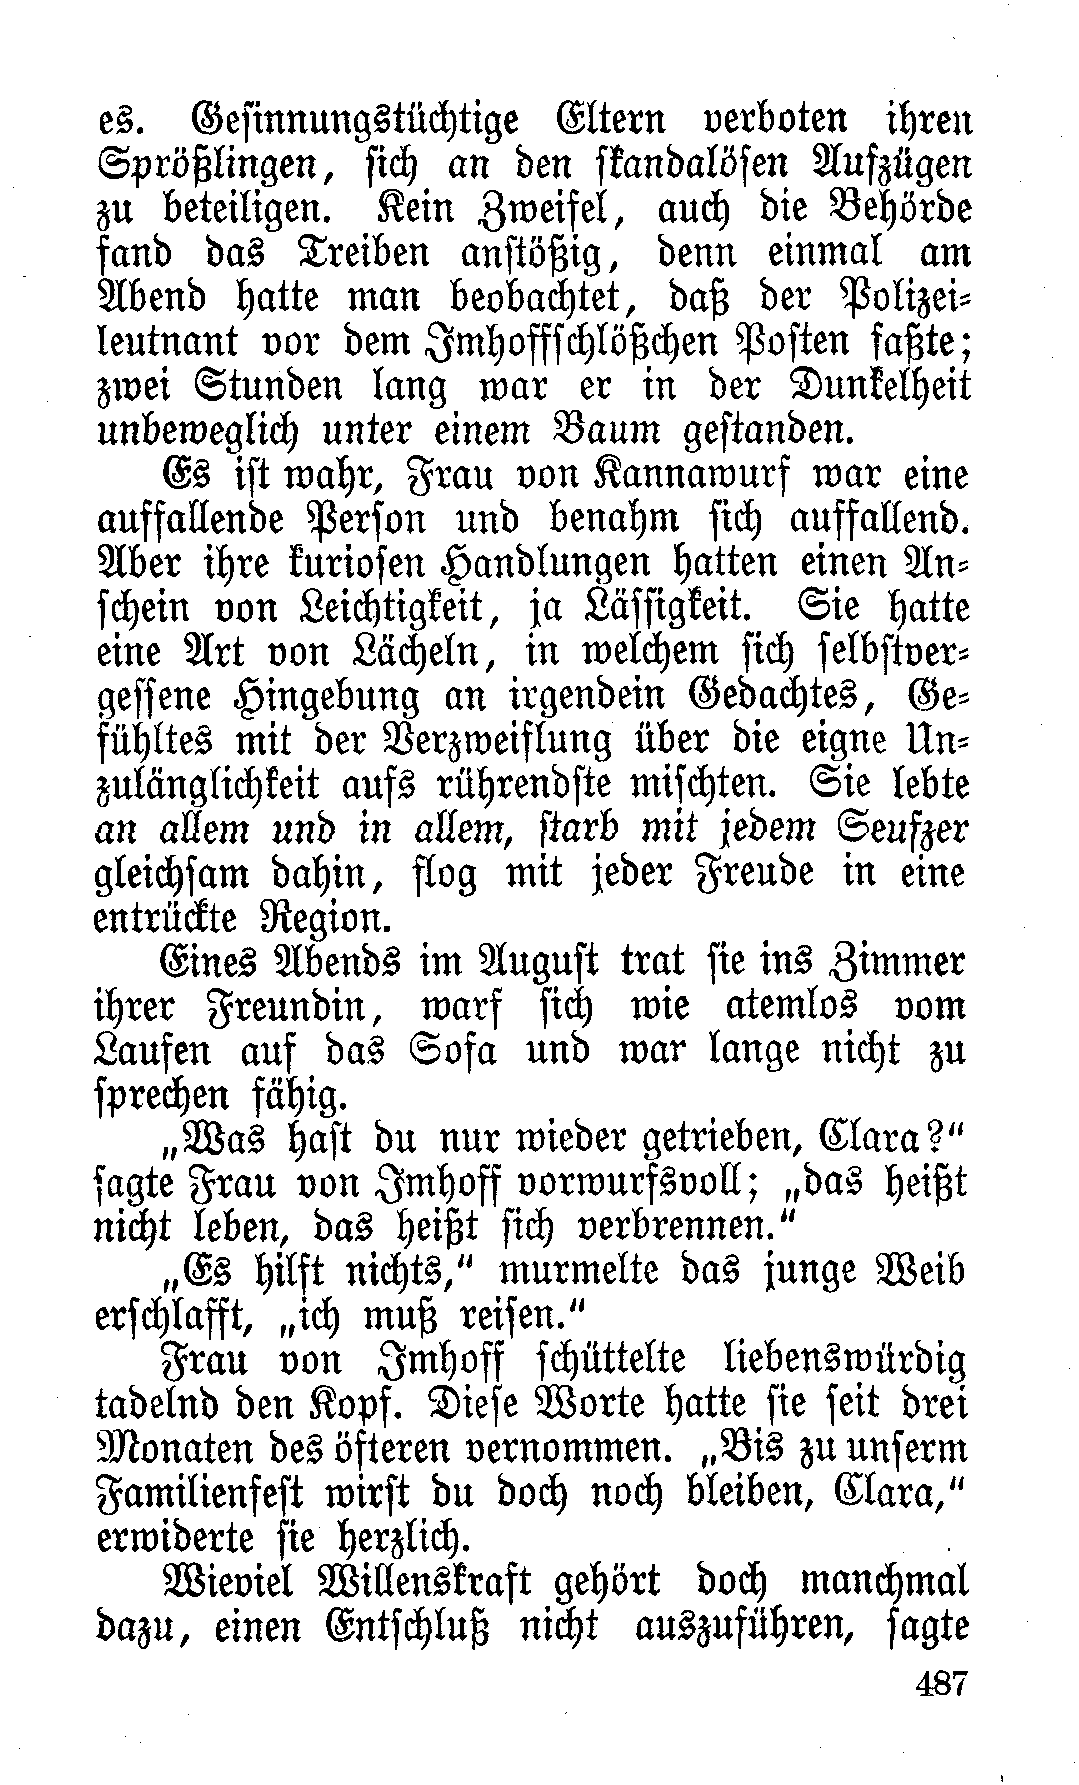 es. Gesinnungstüchtige Eltern verboten ihren
Sprößlingen, sich an den skandalösen Aufzügen
zu beteiligen. Kein Zweifel, auch die Behörde
fand das Treiben anstößig, denn einmal am
Abend hatte man beobachtet, daß der Polizei-
leutnant vor dem Imhoffschlößchen Posten faßte;
zwei Stunden lang war er in der Dunkelheit
unbeweglich unter einem Baum gestanden.
Es ist wahr, Frau von Kannawurf war eine
auffallende Person und benahm sich auffallend.
Aber ihre kuriosen Handlungen hatten einen An-
schein von Leichtigkeit, ja Lässigkeit. Sie hatte
eine Art von Lächeln, in welchem sich selbstver-
gessene Hingebung an irgendein Gedachtes, Ge-
fühltes mit der Verzweiflung über die eigne Un-
zulänglichkeit aufs rührendste mischten. Sie lebte
an allem und in allem, starb mit jedem Seufzer
gleichsam dahin, flog mit jeder Freude in eine
entrückte Region.
Eines Abends im August trat sie ins Zimmer
ihrer Freundin, warf sich wie atemlos vom
Laufen auf das Sofa und war lange nicht zu
sprechen fähig.
„Was hast du nur wieder getrieben, Clara?“
sagte Frau von Imhoff vorwurfsvoll; „das heißt
nicht leben, das heißt sich verbrennen.“
„Es hilft nichts,“ murmelte das junge Weib
erschlafft, „ich muß reisen.“
Frau von Imhoff schüttelte liebenswürdig
tadelnd den Kopf. Diese Worte hatte sie seit drei
Monaten des öfteren vernommen. „Bis zu unserm
Familienfest wirst du doch noch bleiben, Clara,“
erwiderte sie herzlich.
Wieviel Willenskraft gehört doch manchmal
dazu, einen Entschluß nicht auszuführen, sagte
487